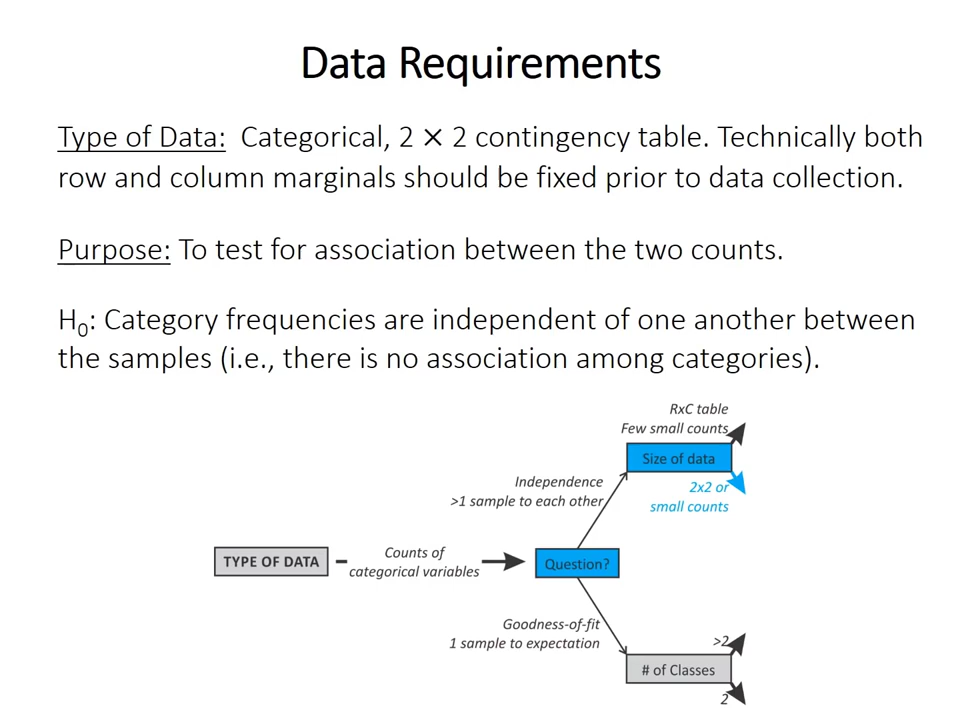 Data Requirements
Type of Data:  Categorical, 2 × 2 contingency table. Technically both
row and column marginals should be fixed prior to data collection.
Purpose: To test for association between the two counts.
H₀: Category frequencies are independent of one another between
the samples (i.e., there is no association among categories).
RxC table
Few small counts
Size of data
Independence
>1 sample to each other
2x2 or
small counts
TYPE OF DATA
Counts of
categorical variables
Question?
Goodness-of-fit
1 sample to expectation
>2
# of Classes
2